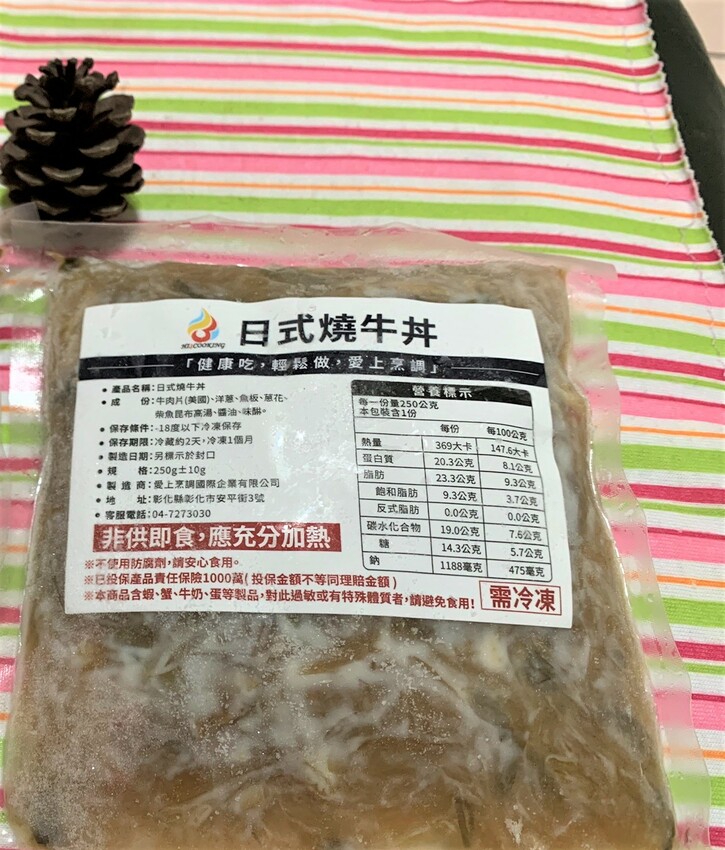 HI!COOKING
日式燒牛丼
「健康吃，輕鬆做，愛上烹調」
• 產品名稱：日式燒牛丼
• 成　　份：牛肉片(美國)、洋蔥、魚板、蔥花、
柴魚昆布高湯、醬油、味醂。
• 保存條件：-18度以下冷凍保存
• 保存期限：冷藏約2天，冷凍1個月
• 製造日期：另標示於封口
• 規　　格：250g±10g
• 製 造 商：愛上烹調國際企業有限公司
• 地　　址：彰化縣彰化市安平街3號
• 客服電話：04-7273030
非供即食，應充分加熱
營養標示
每一份量250公克
本包裝含1份
每份 每100公克
熱量 369大卡 147.6大卡
蛋白質 20.3公克 8.1公克
脂肪 23.3公克 9.3公克
飽和脂肪 9.3公克 3.7公克
反式脂肪 0.0公克 0.0公克
碳水化合物 19.0公克 7.6公克
糖 14.3公克 5.7公克
鈉 1188毫克 475毫克
※不使用防腐劑，請安心食用。
※已投保產品責任保險1000萬(投保金額不等同理賠金額)
※本商品含蝦、蟹、牛奶、蛋等製品，對此過敏或有特殊體質者，請避免食用!
需冷凍